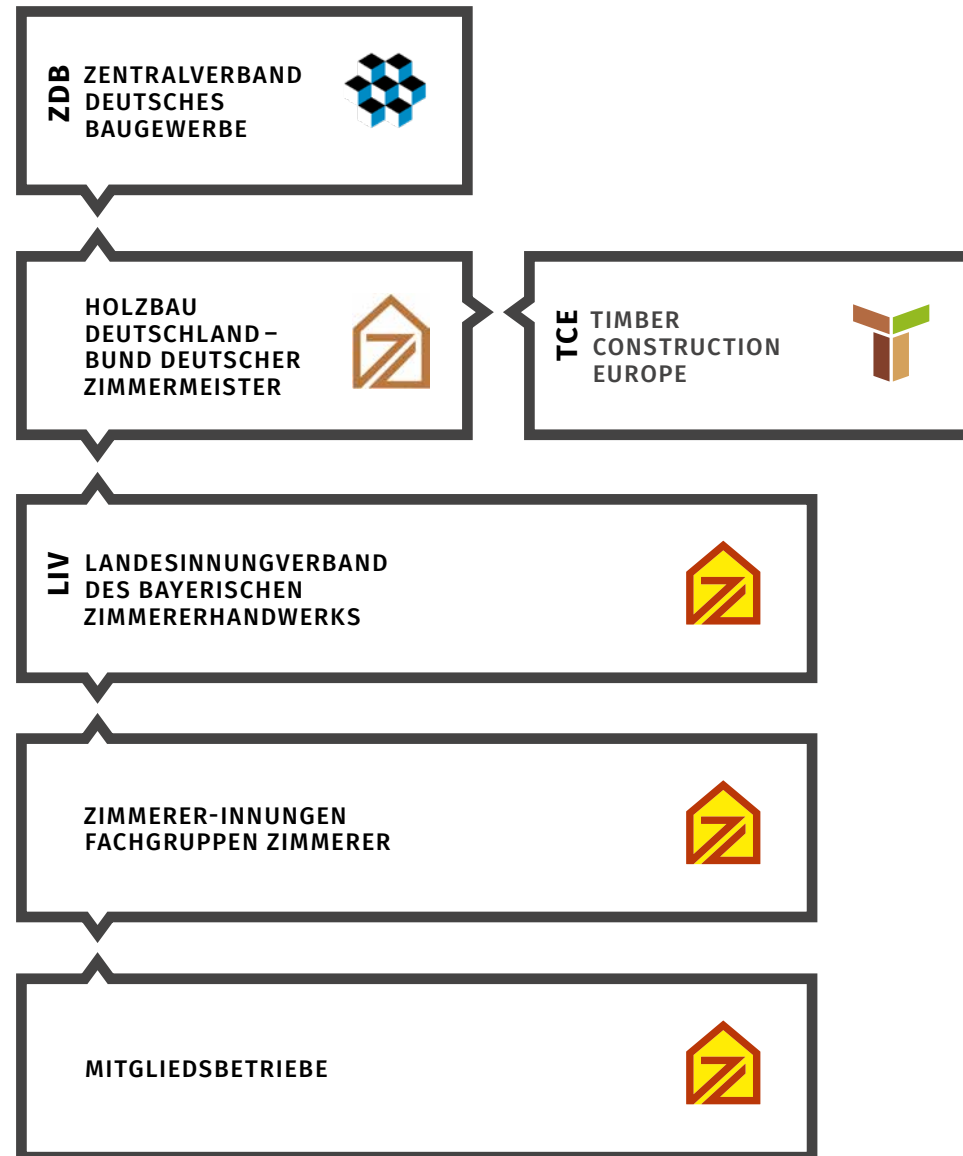 ZDB
ZENTRALVERBAND
DEUTSCHES
BAUGEWERBE
HOLZBAU
DEUTSCHLAND –
BUND DEUTSCHER
ZIMMERMEISTER
TCE
TIMBER
CONSTRUCTION
EUROPE
LIV
LANDESINNUNGVERBAND
DES BAYERISCHEN
ZIMMERERHANDWERKS
ZIMMERER-INNUNGEN
FACHGRUPPEN ZIMMERER
MITGLIEDSBETRIEBE